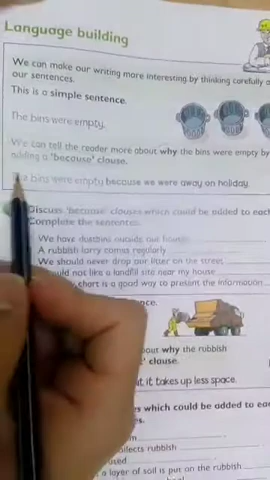 Language building
We can make our writing more interesting by thinking carefully a
our sentences.
This is a simple sentence.
The bins were empty.
We can tell the reader more about why the bins were empty by
adding a 'because' clause.
bins were empty because we were away on holiday.
Discuss 'because' clauses which could be added to each
Complete the sentences.
We have dustbins outside our house
A rubbish lorry comes regularly
We should never drop our litter on the street
ould not like a landfill site near my house
chart is a good way to present the information
ace.
out why the rubbish
' clause.
it takes up less space.
s which could be added to ea
es.
ollects rubbish
used
a layer of soil is put on the rubbish